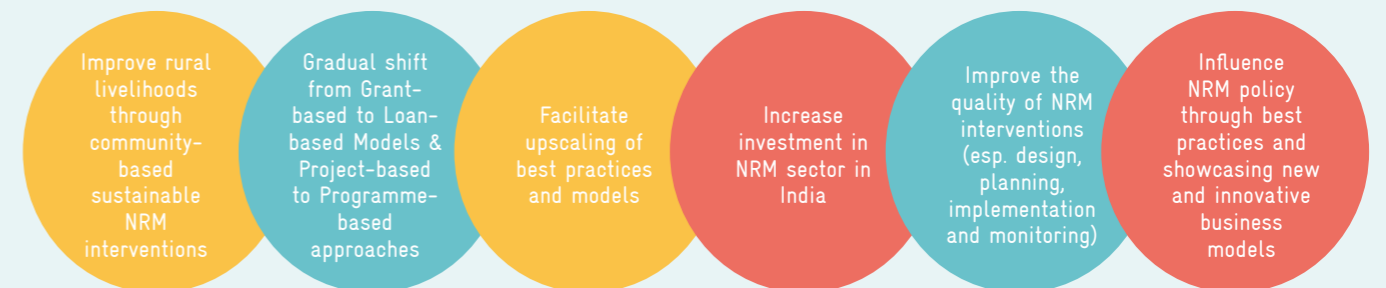 Improve rural
livelihoods
through
community-
based
sustainable
NRM
interventions
Gradual shift
from Grant-
based to Loan-
based Models &
Project-based
to Programme-
based
approaches
Facilitate
upscaling of
best practices
and models
Increase
investment in
NRM sector in
India
Improve the
quality of NRM
interventions
(esp. design,
planning,
implementation
and monitoring)
Influence
NRM policy
through best
practices and
showcasing new
and innovative
business
models